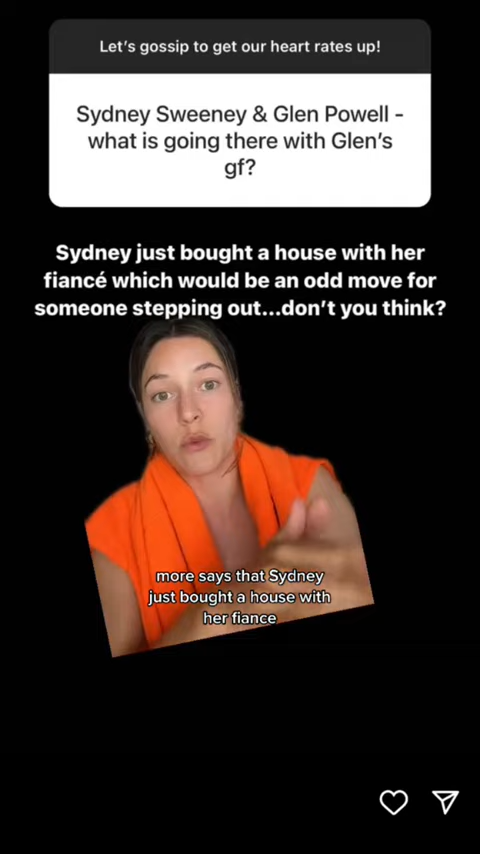 Let's gossip to get our heart rates up!
Sydney Sweeney & Glen Powell -
what is going there with Glen's
gf?
Sydney just bought a house with her
fiancé which would be an odd move for
someone stepping out...don't you think?
more says that Sydney
just bought a house with
her fiance